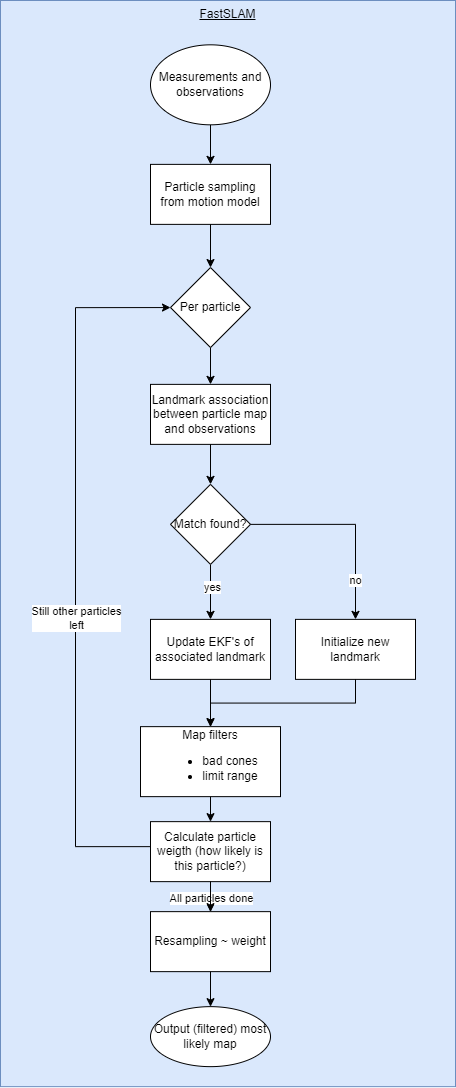 FastSLAM
Measurements and
observations
Particle sampling
from motion model
Per particle
Landmark association
between particle map
and observations
Match found?
yes
no
Still other particles
left
Update EKF's of
associated landmark
Initialize new
landmark
Map filters
• bad cones
• limit range
Calculate particle
weigth (how likely is
this particle?)
All particles done
Resampling ~ weight
Output (filtered) most
likely map